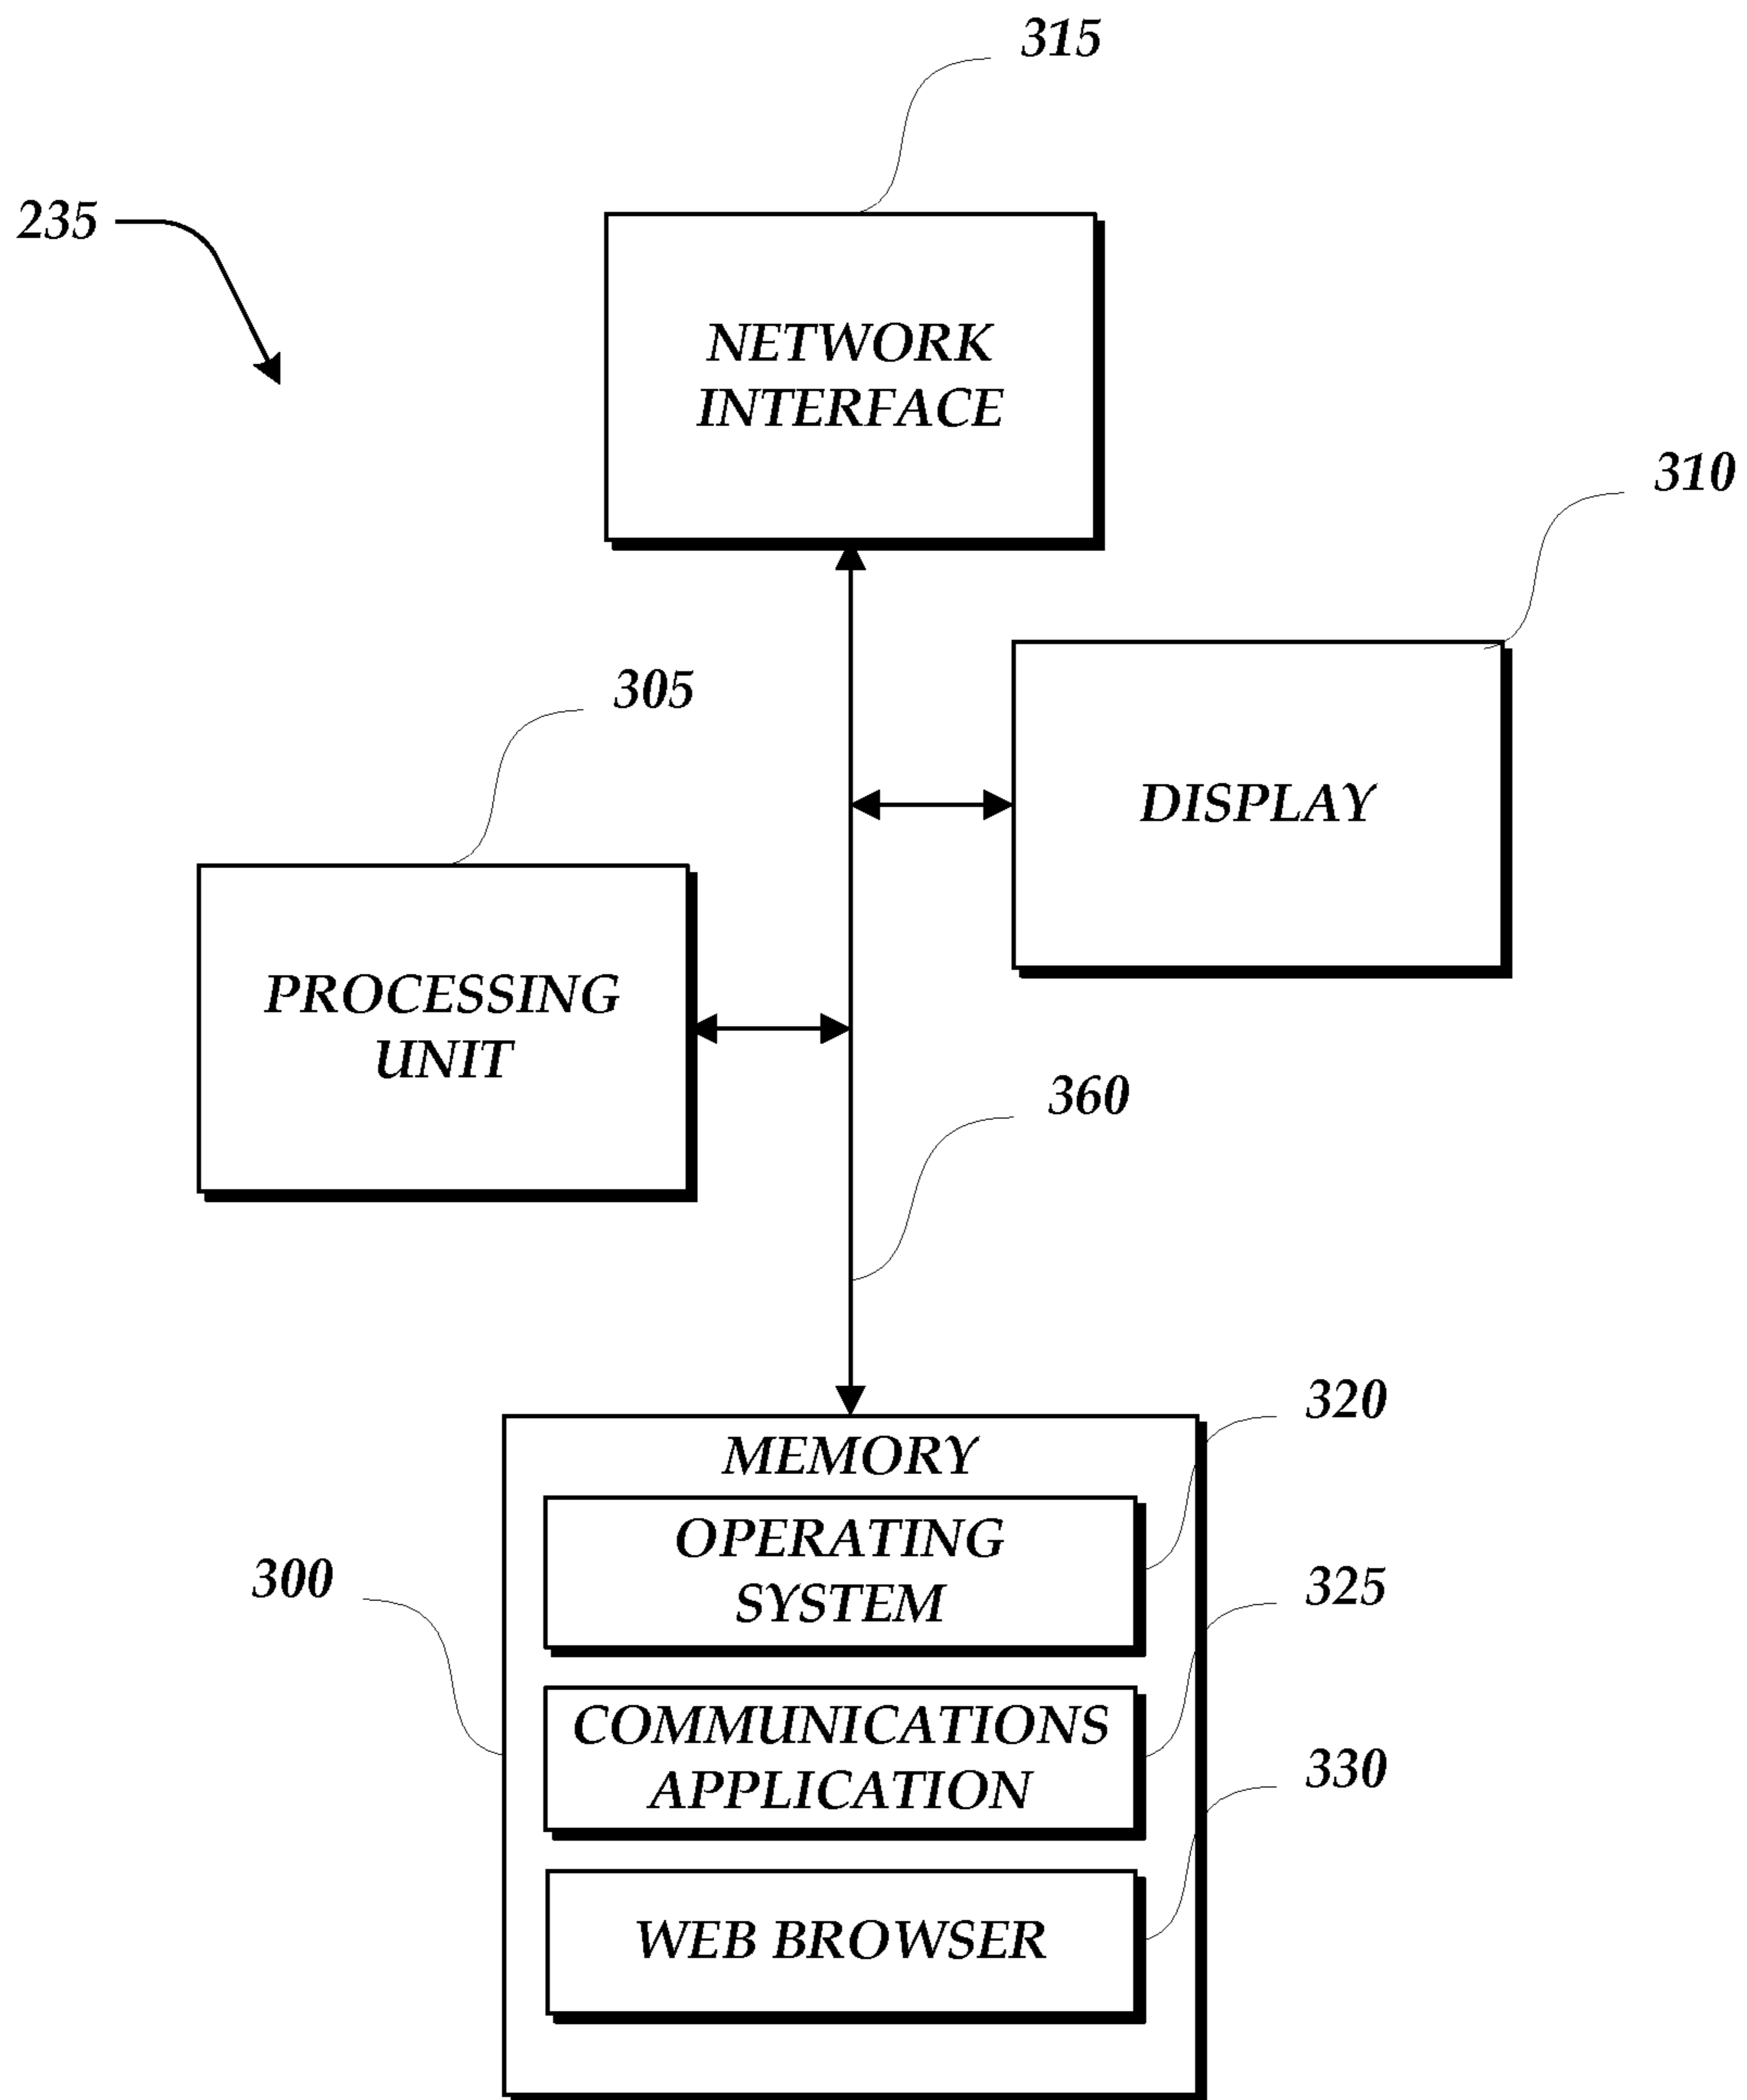 315
235
NETWORK
INTERFACE
310
305
DISPLAY
PROCESSING
UNIT
360
MEMORY
320
OPERATING
SYSTEM
300
325
COMMUNICATIONS
APPLICATION
330
WEB BROWSER